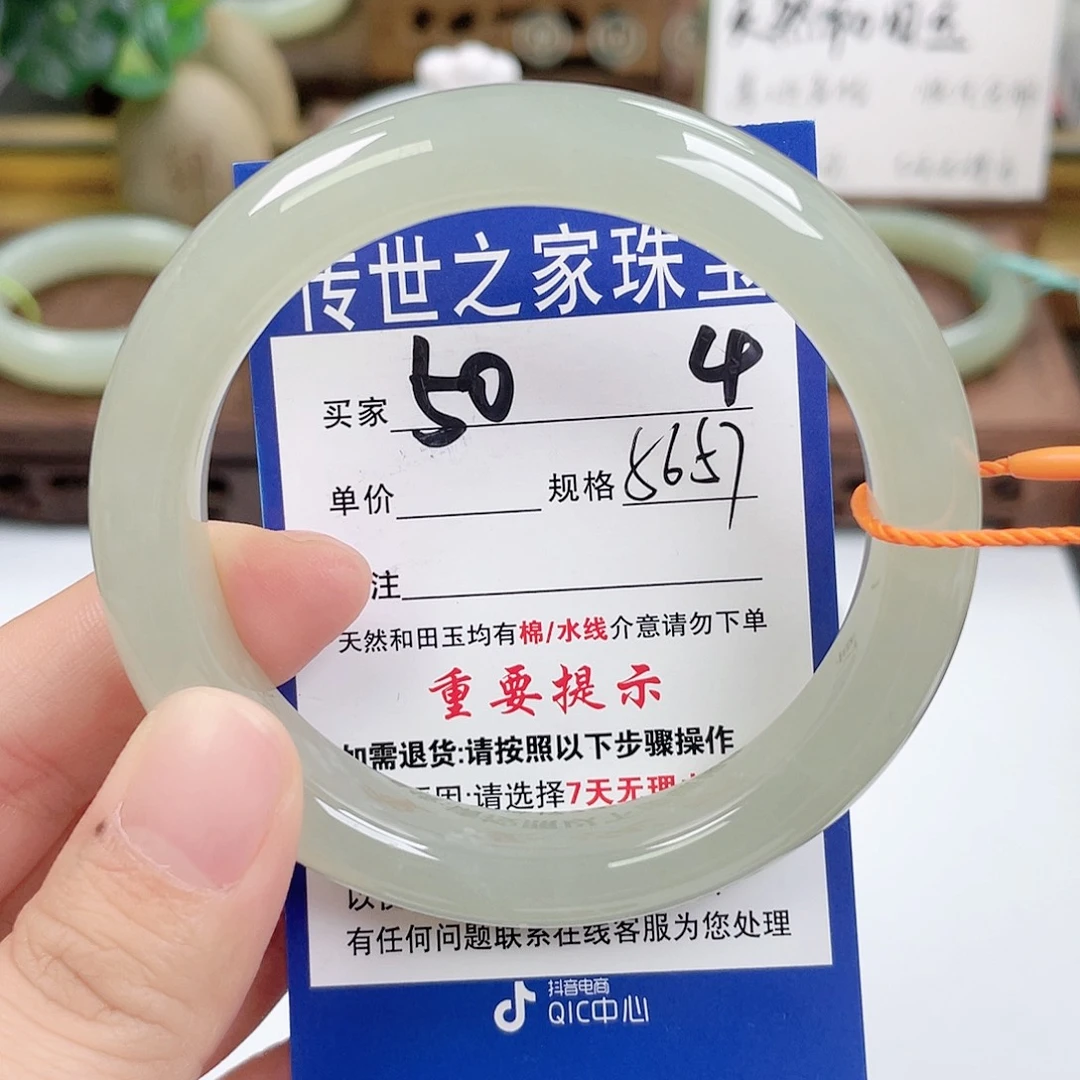 传世之家珠玉
买家 50 4
单价 规格 5657
注
天然和田玉均有棉/水线介意请勿下单
重要提示
如需退货:请按照以下步骤操作
因:请选择7天无理
有任何问题联系在线客服为您处理
抖音电商
QIC中心